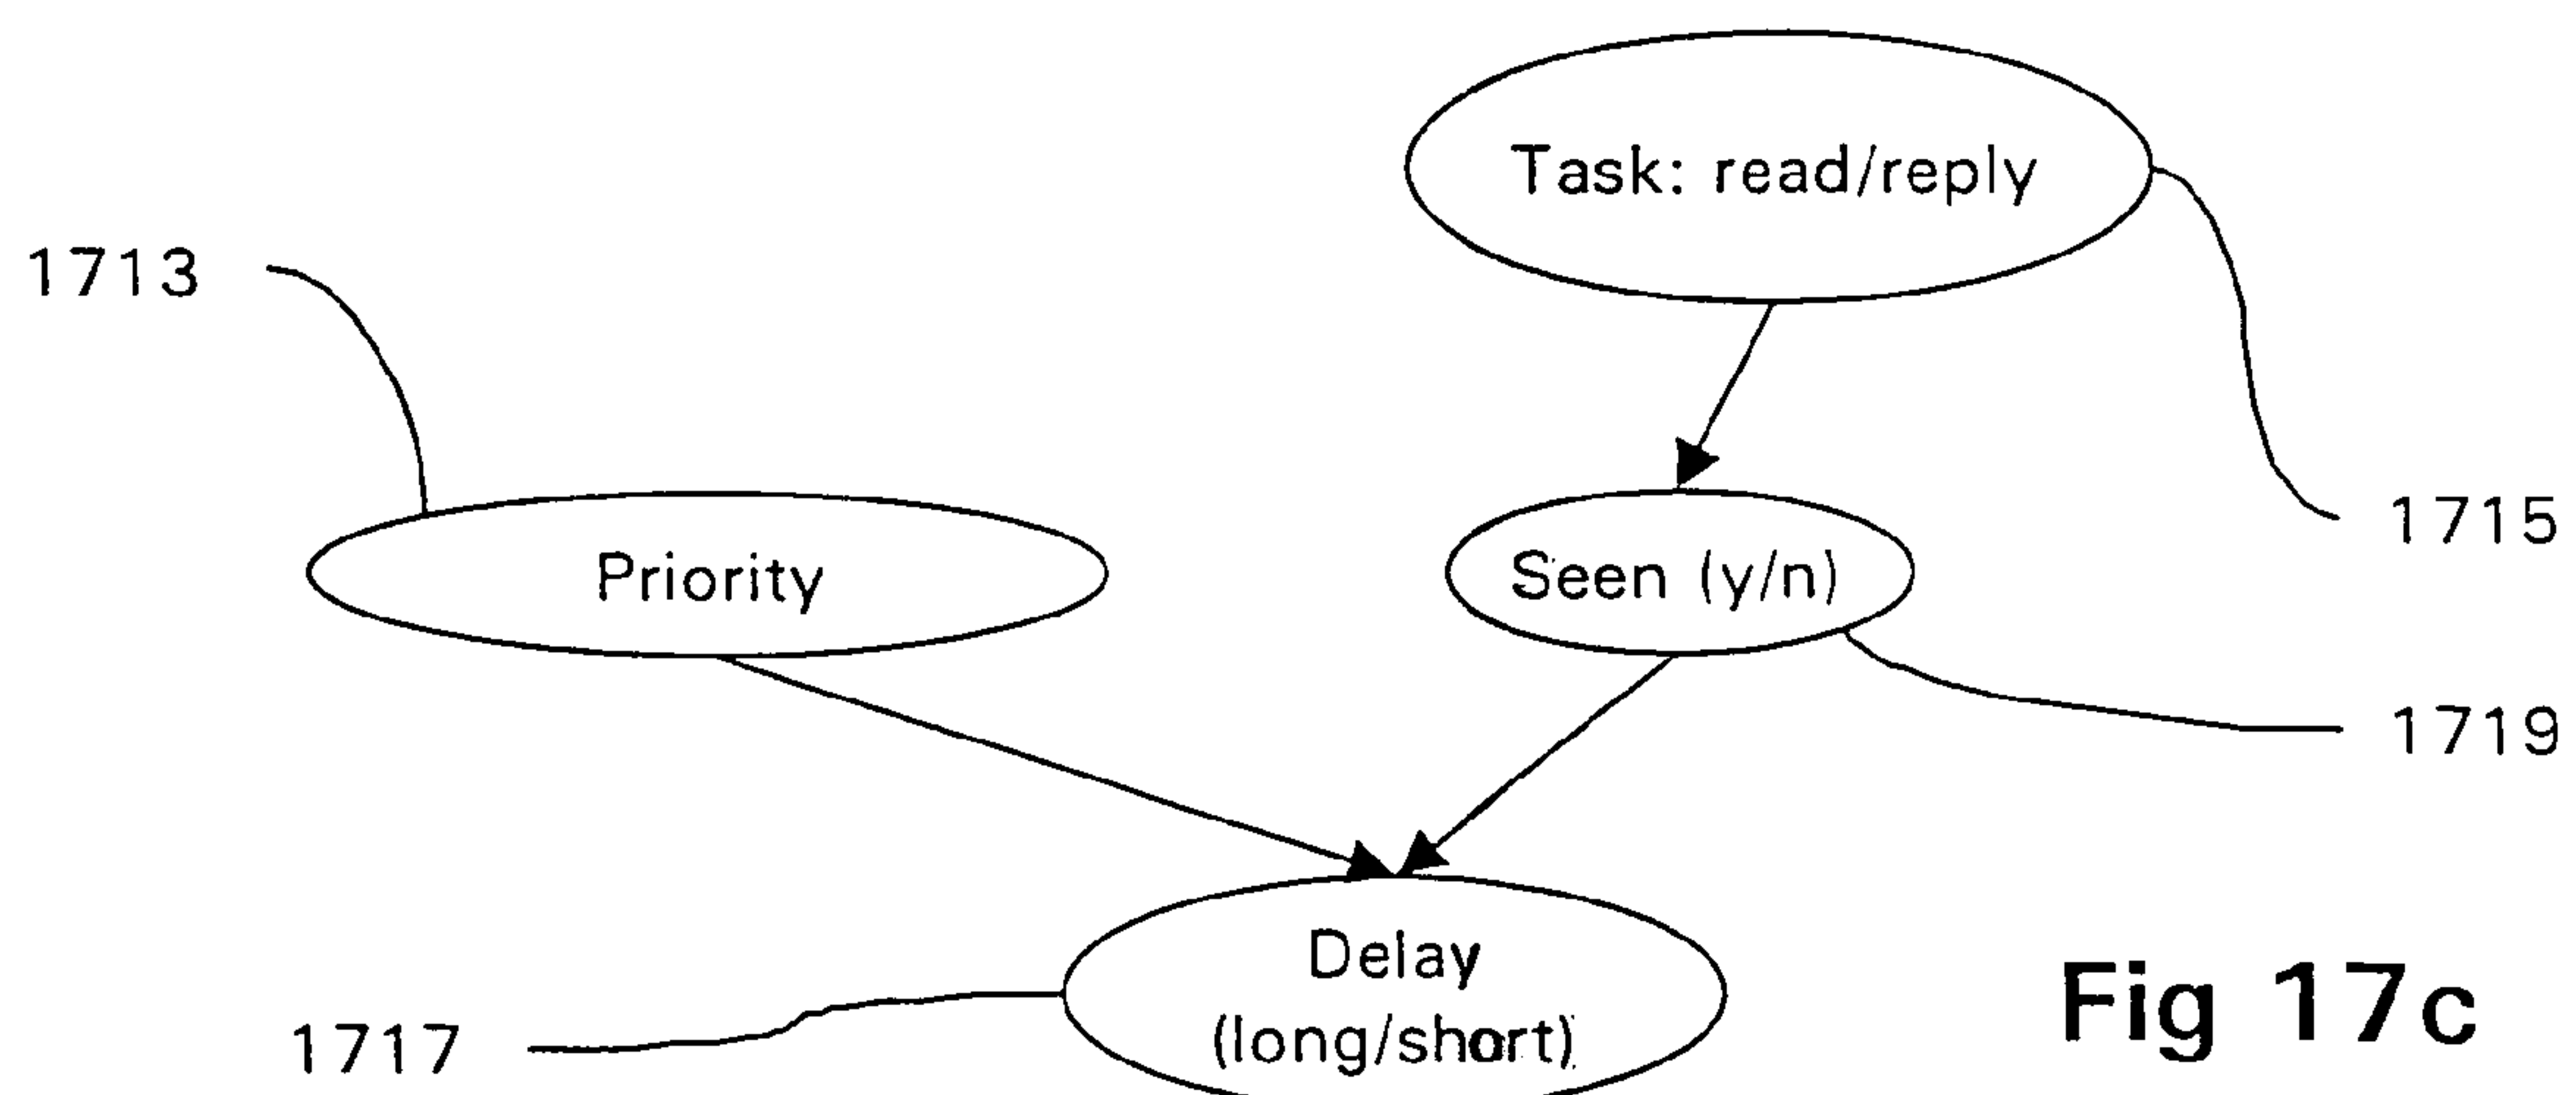 Task: read/reply
1713
1715
Priority
Seen (y/n)
1719
Delay
(long/short)
1717
Fig 17c